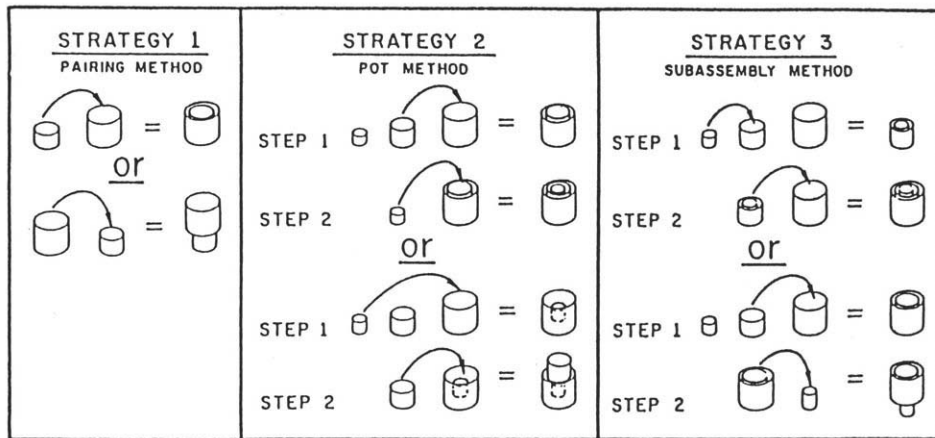 STRATEGY 1
PAIRING METHOD
=
or
=
STRATEGY 2
POT METHOD
STEP 1 =
STEP 2 =
or
STEP 1 =
STEP 2 =
STRATEGY 3
SUBASSEMBLY METHOD
STEP 1 =
STEP 2 =
or
STEP 1 =
STEP 2 =